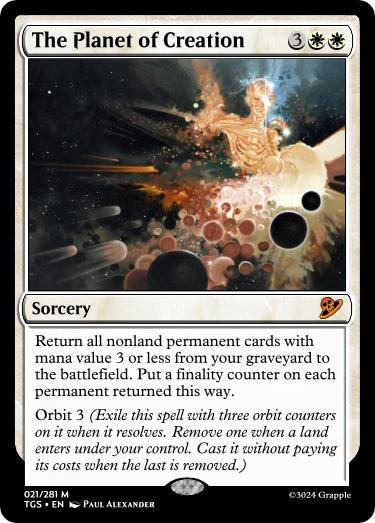 The Planet of Creation 3
Sorcery
Return all nonland permanent cards with
mana value 3 or less from your graveyard to
the battlefield. Put a finality counter on each
permanent returned this way.
Orbit 3 (Exile this spell with three orbit counters
on it when it resolves. Remove one when a land
enters under your control. Cast it without paying
its costs when the last is removed.)
021/281 M
TGS • EN Paul Alexander
©3024 Grapple